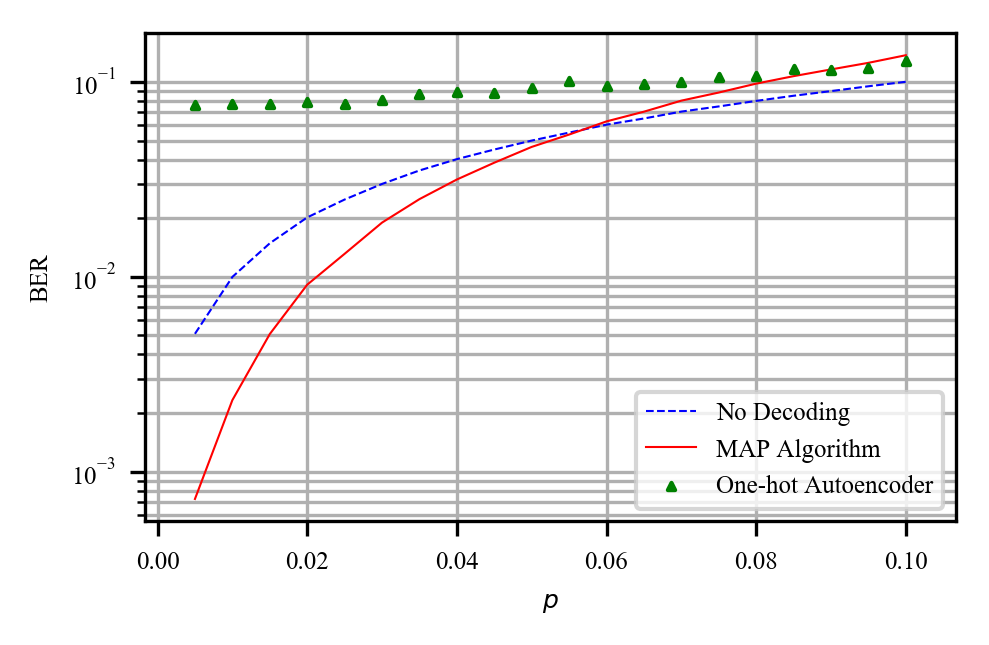 BER
10⁻¹
10⁻²
10⁻³
No Decoding
MAP Algorithm
One-hot Autoencoder
0.00 0.02 0.04 0.06 0.08 0.10
p